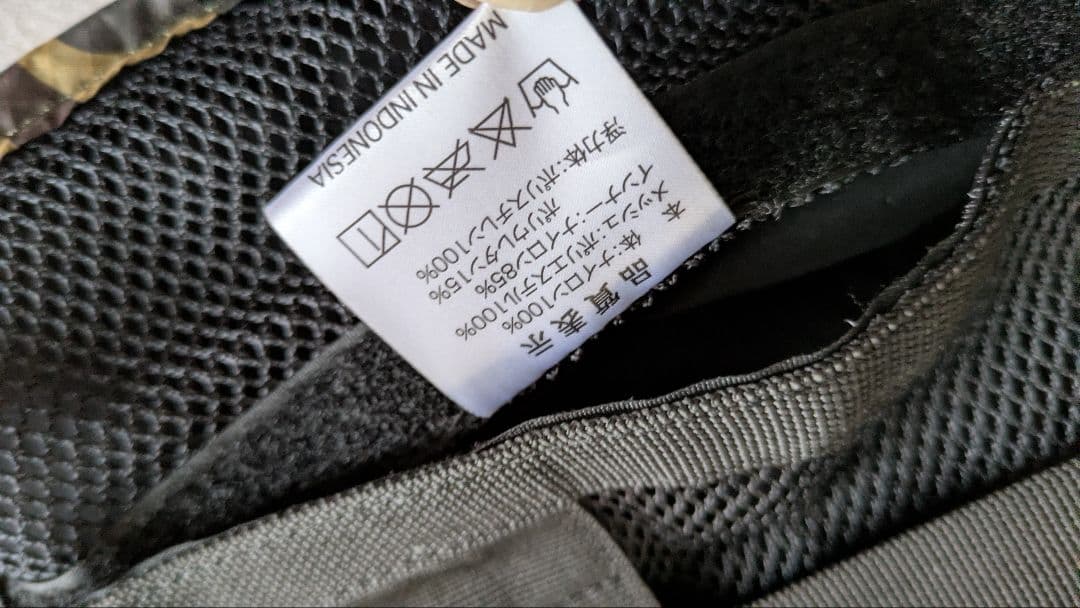 品質表示
本体:ナイロン100%
メッシュ:ポリエステル100%
インナー:ナイロン85%
ポリウレタン15%
浮力体:ポリスチレン100%
MADE IN INDONESIA